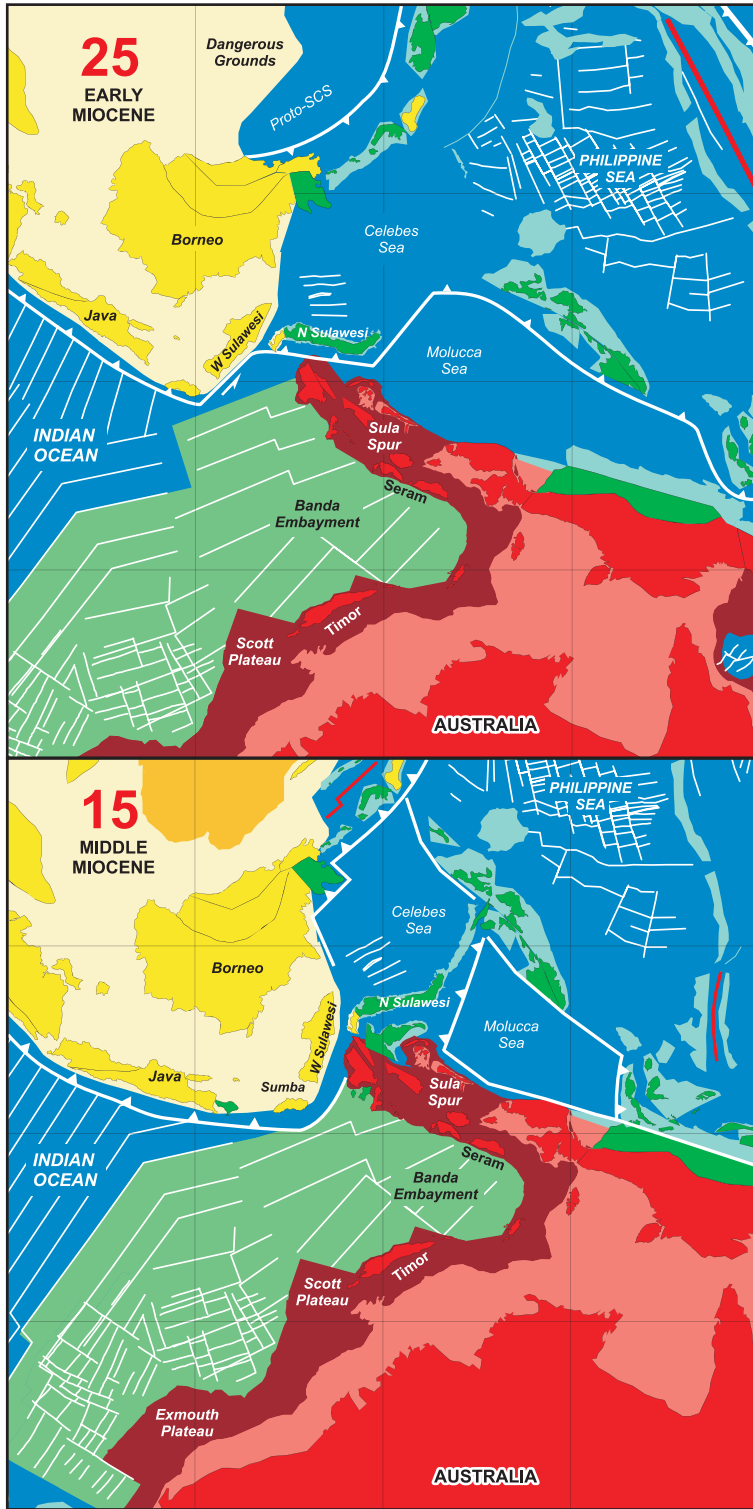 25
EARLY
MIOCENE
Dangerous
Grounds
Proto-SCS
PHILIPPINE
SEA
Borneo
Celebes
Sea
Java
W Sulawesi
N Sulawesi
Molucca
Sea
INDIAN
OCEAN
Sula
Spur
Seram
Banda
Embayment
Timor
Scott
Plateau
AUSTRALIA
15
MIDDLE
MIOCENE
PHILIPPINE
SEA
Celebes
Sea
Borneo
N Sulawesi
W Sulawesi
Molucca
Sea
Java
Sumba
Sula
Spur
INDIAN
OCEAN
Seram
Banda
Embayment
Timor
Scott
Plateau
Exmouth
Plateau
AUSTRALIA